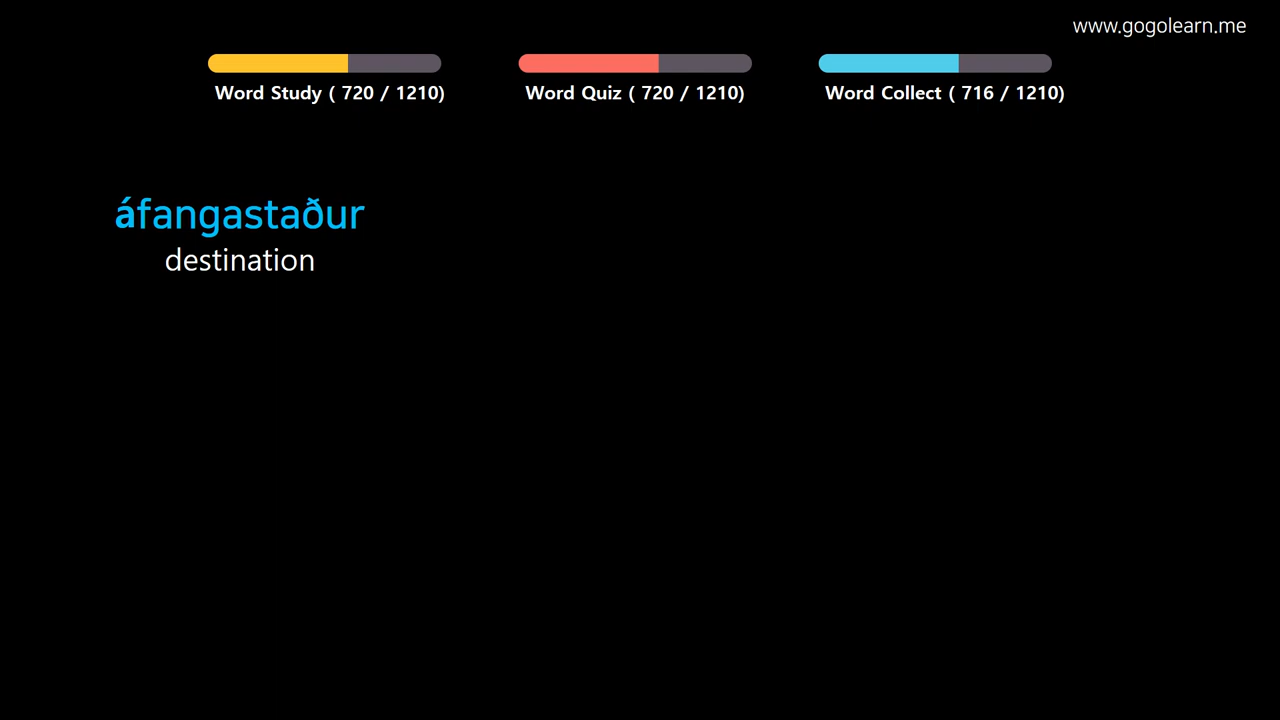 www.gogolearn.me
Word Study ( 720 / 1210)
Word Quiz ( 720 / 1210)
Word Collect ( 716 / 1210)
áfangastaður
destination